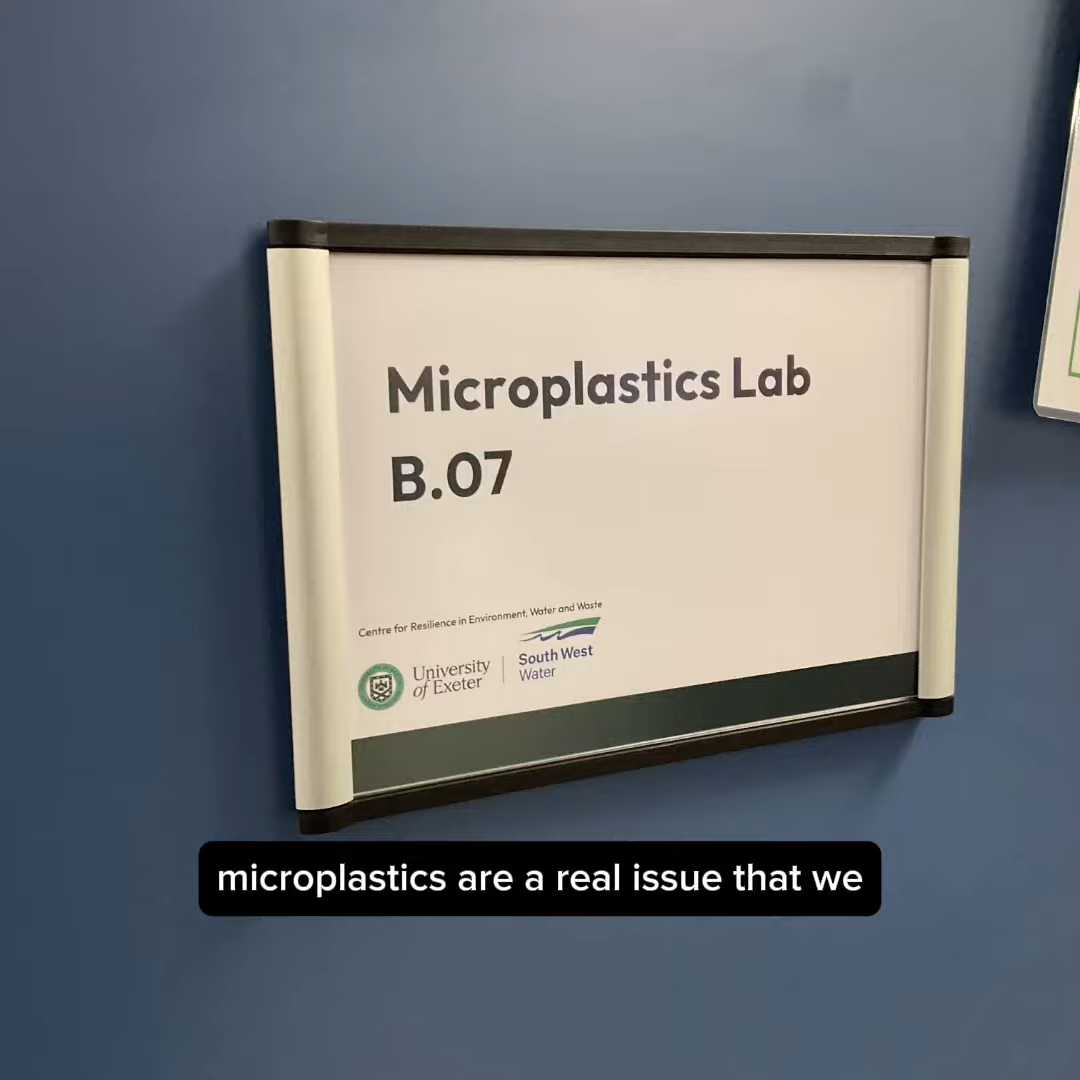 Microplastics Lab
B.07
Centre for Resilience in Environment, Water and Waste
University
of Exeter
South West
Water
microplastics are a real issue that we